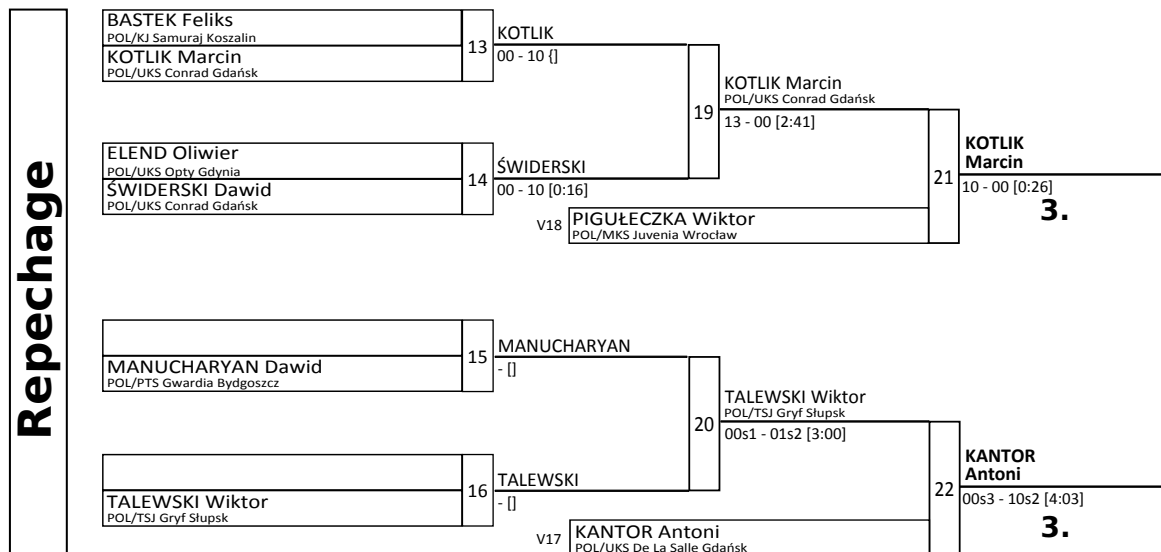 Repechage
BASTEK Feliks
POL/KJ Samuraj Koszalin
KOTLIK Marcin
POL/UKS Conrad Gdańsk
13
KOTLIK
00 - 10 {]
ELEND Oliwier
POL/UKS Opty Gdynia
ŚWIDERSKI Dawid
POL/UKS Conrad Gdańsk
14
ŚWIDERSKI
00 - 10 [0:16]
19
KOTLIK Marcin
POL/UKS Conrad Gdańsk
13 - 00 [2:41]
V18
PIGUŁECZKA Wiktor
POL/MKS Juvenia Wrocław
21
KOTLIK
Marcin
10 - 00 [0:26]
3.
MANUCHARYAN Dawid
POL/PTS Gwardia Bydgoszcz
15
MANUCHARYAN
- []
TALEWSKI Wiktor
POL/TSJ Gryf Słupsk
16
TALEWSKI
- []
20
TALEWSKI Wiktor
POL/TSJ Gryf Słupsk
00s1 - 01s2 [3:00]
V17
KANTOR Antoni
POL/UKS De La Salle Gdańsk
22
KANTOR
Antoni
00s3 - 10s2 [4:03]
3.